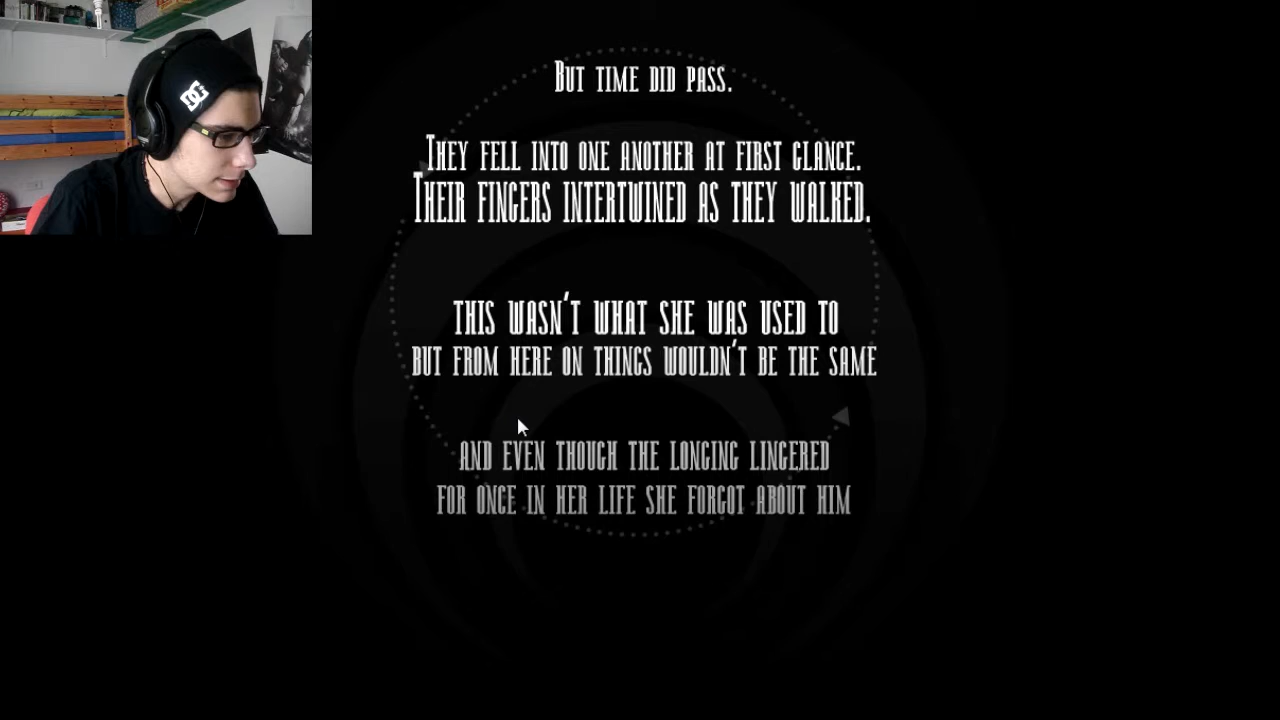 DC
BUT TIME DID PASS.
THEY FELL INTO ONE ANOTHER AT FIRST GLANCE.
THEIR FINGERS INTERTWINED AS THEY WALKED.
THIS WASN'T WHAT SHE WAS USED TO
BUT FROM HERE ON THINGS WOULDN'T BE THE SAME
AND EVEN THOUGH THE LONGING LINGERED
FOR ONCE IN HER LIFE SHE FORGOT ABOUT HIM